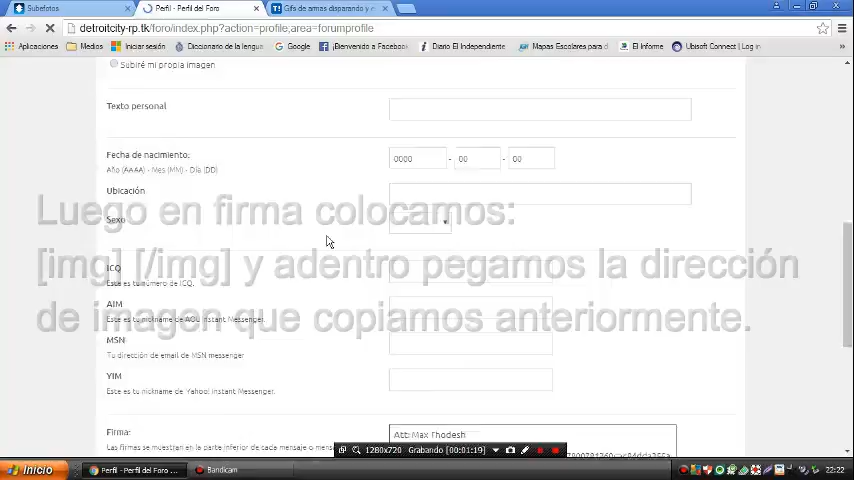 Subefotos
Perfil - Perfil del Foro
Gifs de armas disparando y
detroitcity-rp.tk/foro/index.php?action=profile;area=forumprofile
Aplicaciones Medios Iniciar sesión Diccionario de la lengua Google ¡Bienvenido a Facebook Diario El Independiente Mapas Escolares para d El Informe Ubisoft Connect | Log in
Subiré mi propia imagen
Texto personal
Fecha de nacimiento:
0000 - 00 - 00
Año (AAAA) - Mes (MM) - Día (DD)
Ubicación
Luego en firma colocamos:
Sexo
[img] [/img] y adentro pegamos la dirección
ICQ
Este es tu número de ICQ.
AIM
de imagen que copiamos anteriormente.
Este es tu nickname de AOL Instant Messenger.
MSN
Tu dirección de email de MSN messenger
YIM
Este es tu nickname de Yahoo! Instant Messenger.
Firma:
Att: Max Rhodesh
Las firmas se muestran en la parte inferior de cada mensaje o mensa
1280x720 Grabando [00:01:19]
Inicio Perfil - Perfil del Foro ... Bandicam 22:22